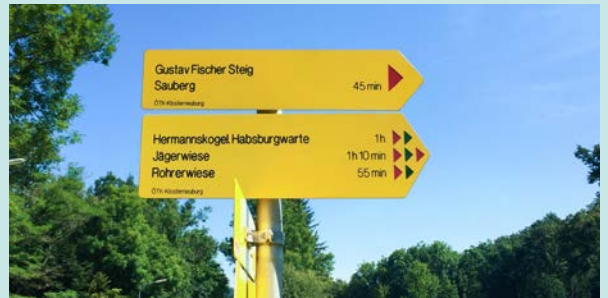 Gustav Fischer Steig
Sauberg 45 min
ÖTK-Klosterneuburg
Hermannskogel, Habsburgwarte 1h
Jägerwiese 1h 10 min
Rohrerwiese 55 min
ÖTK-Klosterneuburg